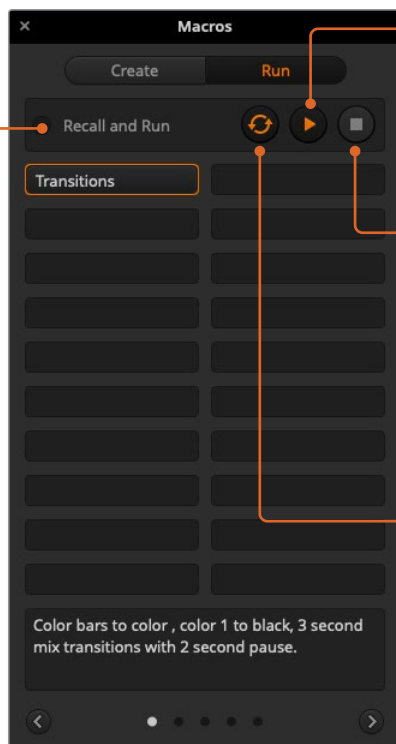 Macros
Create Run
Recall and Run
Transitions
Color bars to color , color 1 to black, 3 second
mix transitions with 2 second pause.